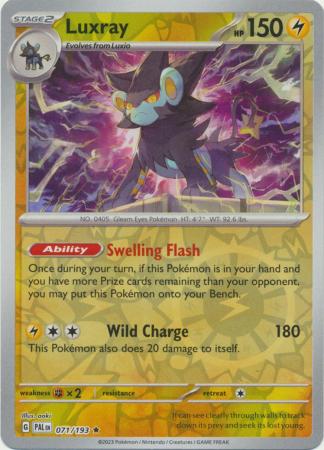 STAGE2 Luxray HP 150
Evolves from Luxio
NO. 0405 Gleam Eyes Pokémon HT: 4'7" WT: 92.6 lbs.
Ability Swelling Flash
Once during your turn, if this Pokémon is in your hand and
you have more Prize cards remaining than your opponent,
you may put this Pokémon onto your Bench.
Wild Charge 180
This Pokémon also does 20 damage to itself.
weakness ×2 resistance retreat
Illus. aoki
G PAL EN 071/193
It can see clearly through walls to
track down its prey and seek
©2023 Pokémon / Nintendo / Creatures / GAME FREAK